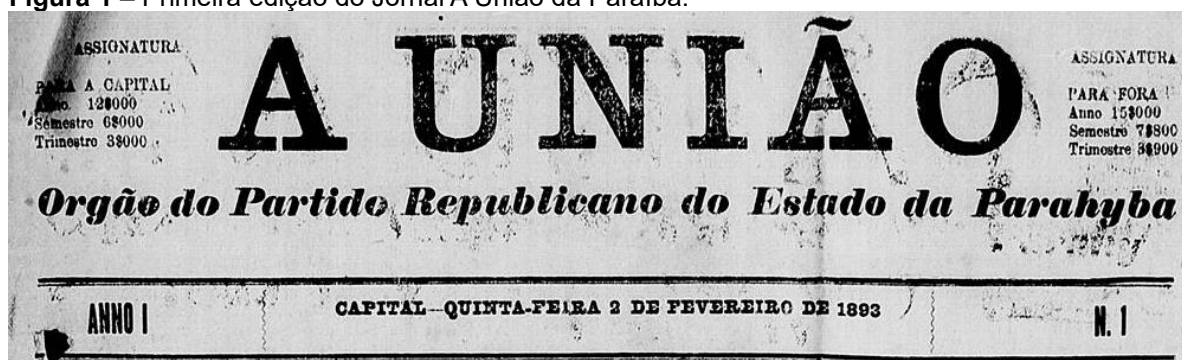 Figura 1 – Primeira edição do Jornal A União da Paraíba.
ASSIGNATURA
PARA A CAPITAL
Anno 12$000
Semestre 6$000
Trimestre 3$000
A UNIÃO
ASSIGNATURA
PARA FORA
Anno 15$000
Semestre 7$800
Trimestre 3$900
Orgão do Partido Republicano do Estado da Parahyba
ANNO I
CAPITAL—QUINTA-FEIRA 2 DE FEVEREIRO DE 1893
N. 1